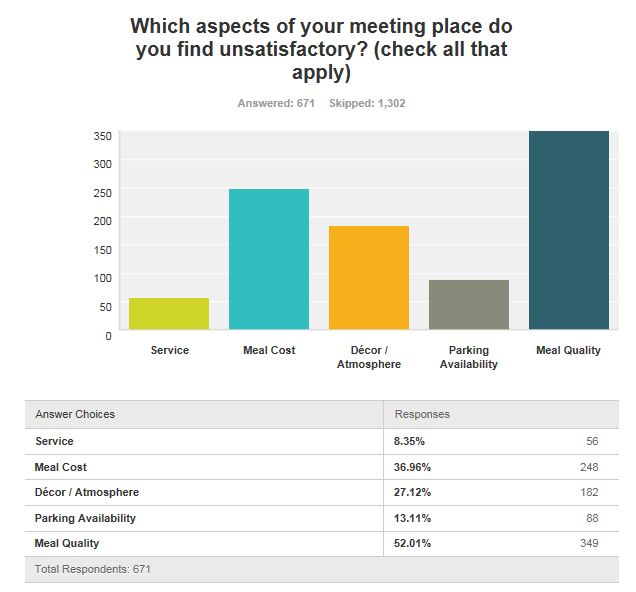 Which aspects of your meeting place do
you find unsatisfactory? (check all that
apply)
Answered: 671 Skipped: 1,302
350
300
250
200
150
100
50
0
Service Meal Cost Décor / Atmosphere Parking Availability Meal Quality
Answer Choices Responses
Service 8.35% 56
Meal Cost 36.96% 248
Décor / Atmosphere 27.12% 182
Parking Availability 13.11% 88
Meal Quality 52.01% 349
Total Respondents: 671